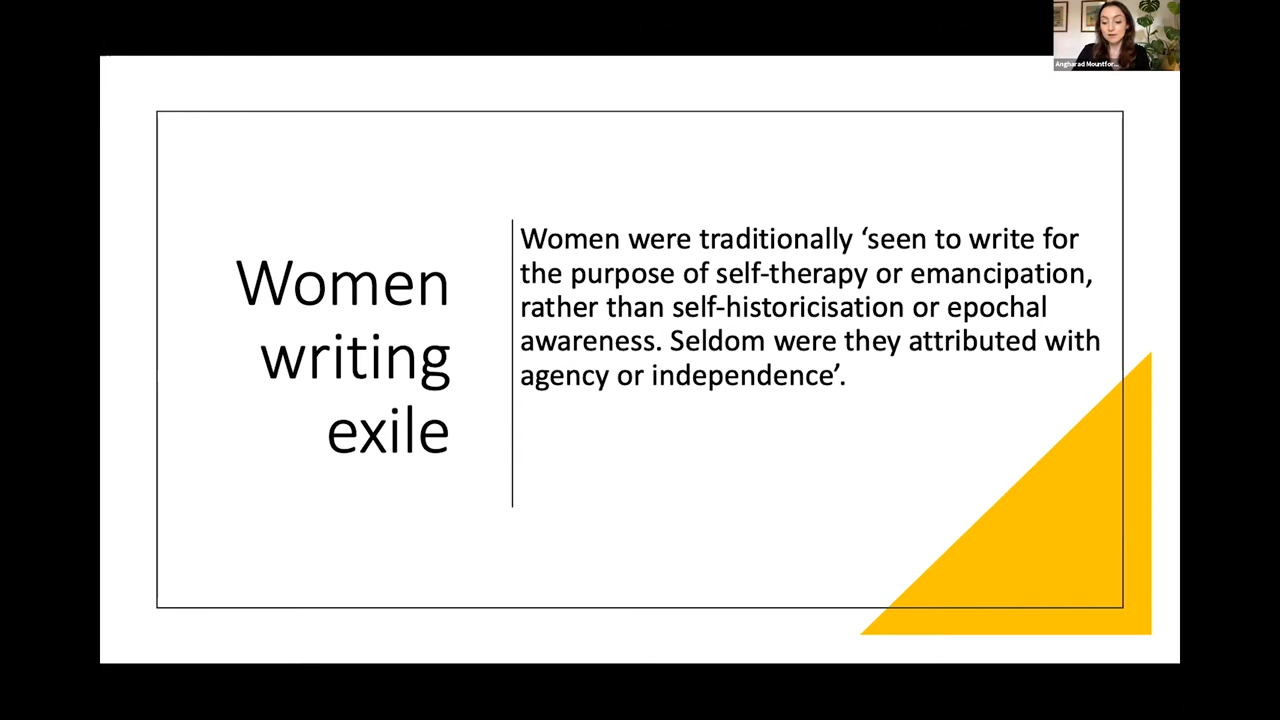 Angharad Mountfor...
Women
writing
exile
Women were traditionally ‘seen to write for
the purpose of self-therapy or emancipation,
rather than self-historicisation or epochal
awareness. Seldom were they attributed with
agency or independence’.